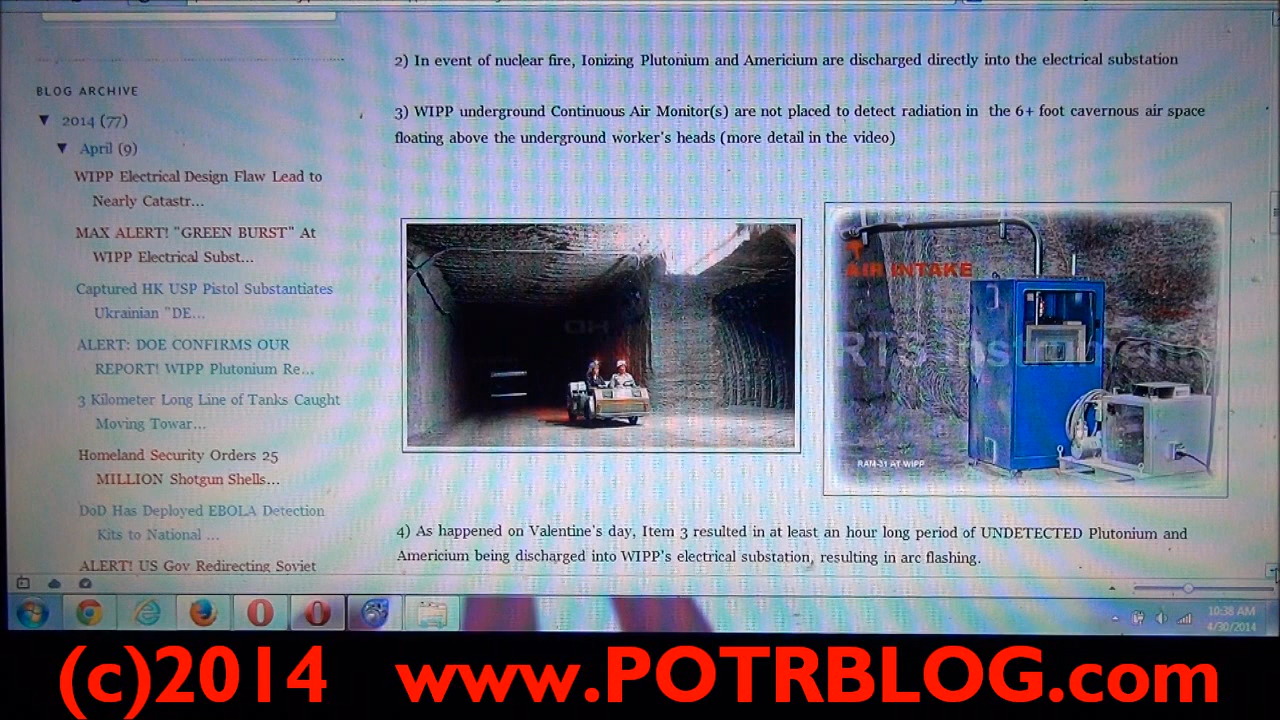 2) In event of nuclear fire, Ionizing Plutonium and Americium are discharged directly into the electrical substation
BLOG ARCHIVE
▼ 2014 (77)
▼ April (9)
WIPP Electrical Design Flaw Lead to
Nearly Catastr...
MAX ALERT! "GREEN BURST" At
WIPP Electrical Subst...
Captured HK USP Pistol Substantiates
Ukrainian "DE...
ALERT: DOE CONFIRMS OUR
REPORT! WIPP Plutonium Re...
3 Kilometer Long Line of Tanks Caught
Moving Towar...
Homeland Security Orders 25
MILLION Shotgun Shells...
DoD Has Deployed EBOLA Detection
Kits to National ...
ALERT! US Gov Redirecting Soviet
3) WIPP underground Continuous Air Monitor(s) are not placed to detect radiation in the 6+ foot cavernous air space
floating above the underground worker's heads (more detail in the video)
AIR INTAKE
RTS Instrument
RAM-31 AT WIPP
4) As happened on Valentine's day, Item 3 resulted in at least an hour long period of UNDETECTED Plutonium and
Americium being discharged into WIPP's electrical substation, resulting in arc flashing.
10:38 AM
4/30/2014
(c)2014 www.POTRBLOG.com